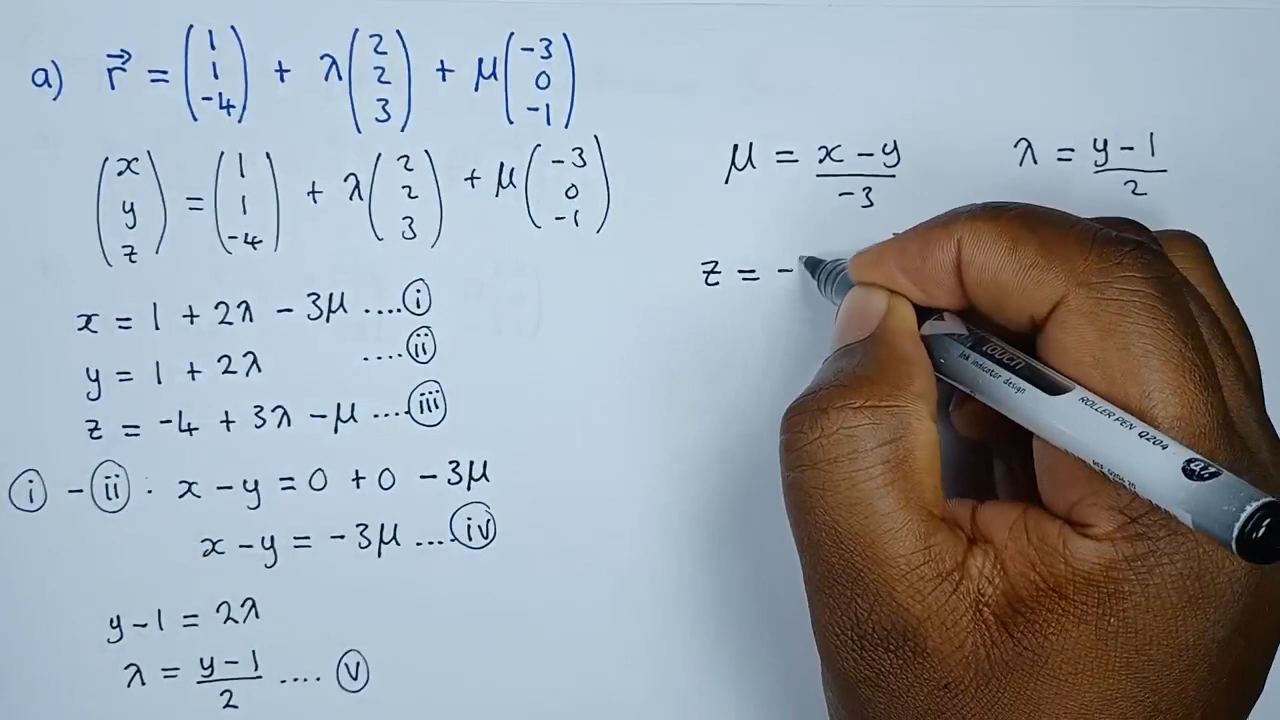 a) r⃗ = (1 1 -4) + λ(2 2 3) + μ(-3 0 -1)
(x y z) = (1 1 -4) + λ(2 2 3) + μ(-3 0 -1)
x = 1 + 2λ - 3μ ....(i)
y = 1 + 2λ ....(ii)
z = -4 + 3λ - μ ....(iii)
(i) - (ii) : x - y = 0 + 0 - 3μ
x - y = -3μ ....(iv)
y - 1 = 2λ
λ = (y - 1)/2 ....(v)
μ = (x - y)/-3 λ = (y - 1)/2
z = -
TOUCH
Ink indicator design
ROLLER PEN Q204